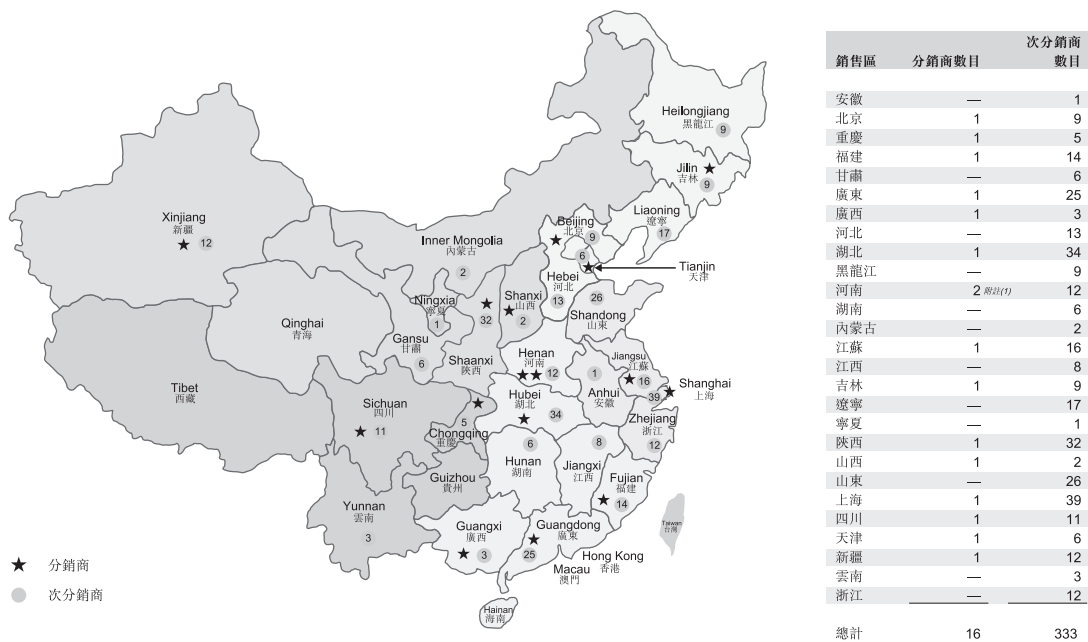 Heilongjiang
黑龍江
9
Jilin
吉林
9
Liaoning
遼寧
17
Beijing
北京
9
6
Tianjin
天津
Xinjiang
新疆
12
Inner Mongolia
內蒙古
2
Hebei
河北
13
Ningxia
寧夏
1
32
Shanxi
山西
2
26
Shandong
山東
Qinghai
青海
Gansu
甘肅
6
Shaanxi
陝西
Henan
河南
12
Jiangsu
江蘇
16
1
Anhui
安徽
39
Shanghai
上海
Tibet
西藏
Sichuan
四川
11
Hubei
湖北
34
5
Chongqing
重慶
Zhejiang
浙江
12
6
Hunan
湖南
8
Jiangxi
江西
Guizhou
貴州
Fujian
福建
14
Yunnan
雲南
3
Guangxi
廣西
3
Guangdong
廣東
25
Taiwan
台灣
Hong Kong
香港
Macau
澳門
Hainan
海南
分銷商
次分銷商
次分銷商
銷售區 分銷商數目 數目
安徽 — 1
北京 1 9
重慶 1 5
福建 1 14
甘肅 — 6
廣東 1 25
廣西 1 3
河北 — 13
湖北 1 34
黑龍江 — 9
河南 2 附註(1) 12
湖南 — 6
內蒙古 — 2
江蘇 1 16
江西 — 8
吉林 1 9
遼寧 — 17
寧夏 — 1
陝西 1 32
山西 1 2
山東 — 26
上海 1 39
四川 1 11
天津 1 6
新疆 1 12
雲南 — 3
浙江 — 12
總計 16 333